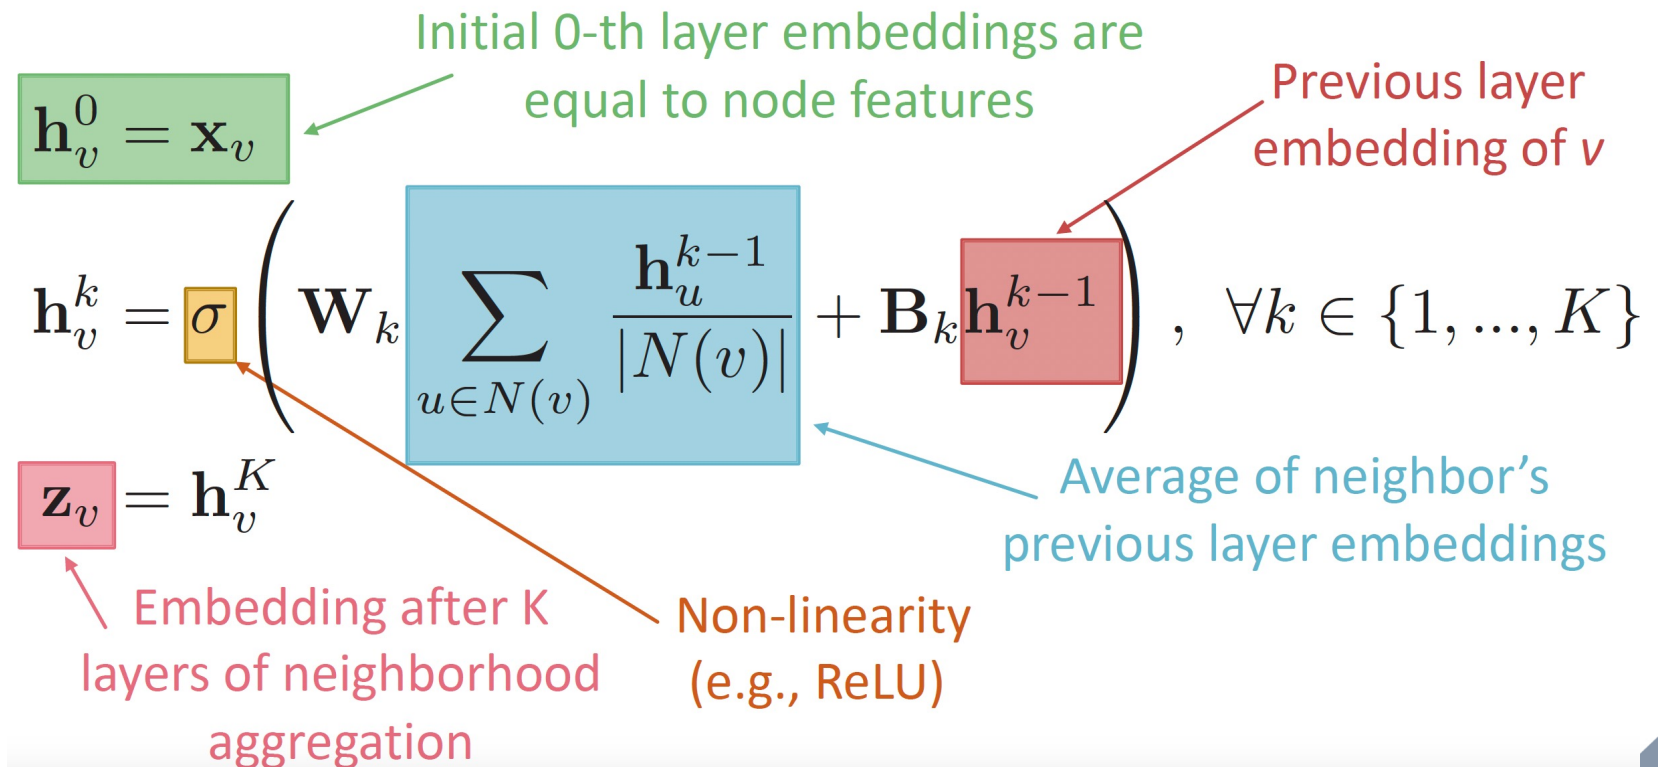 Initial 0-th layer embeddings are
equal to node features
Previous layer
embedding of v
h_v^0 = x_v
h_v^k = σ ( W_k ∑_{u∈N(v)} h_u^{k−1} / |N(v)| + B_k h_v^{k−1} ) , ∀k ∈ {1, ..., K}
z_v = h_v^K
Average of neighbor’s
previous layer embeddings
Embedding after K
layers of neighborhood
aggregation
Non-linearity
(e.g., ReLU)